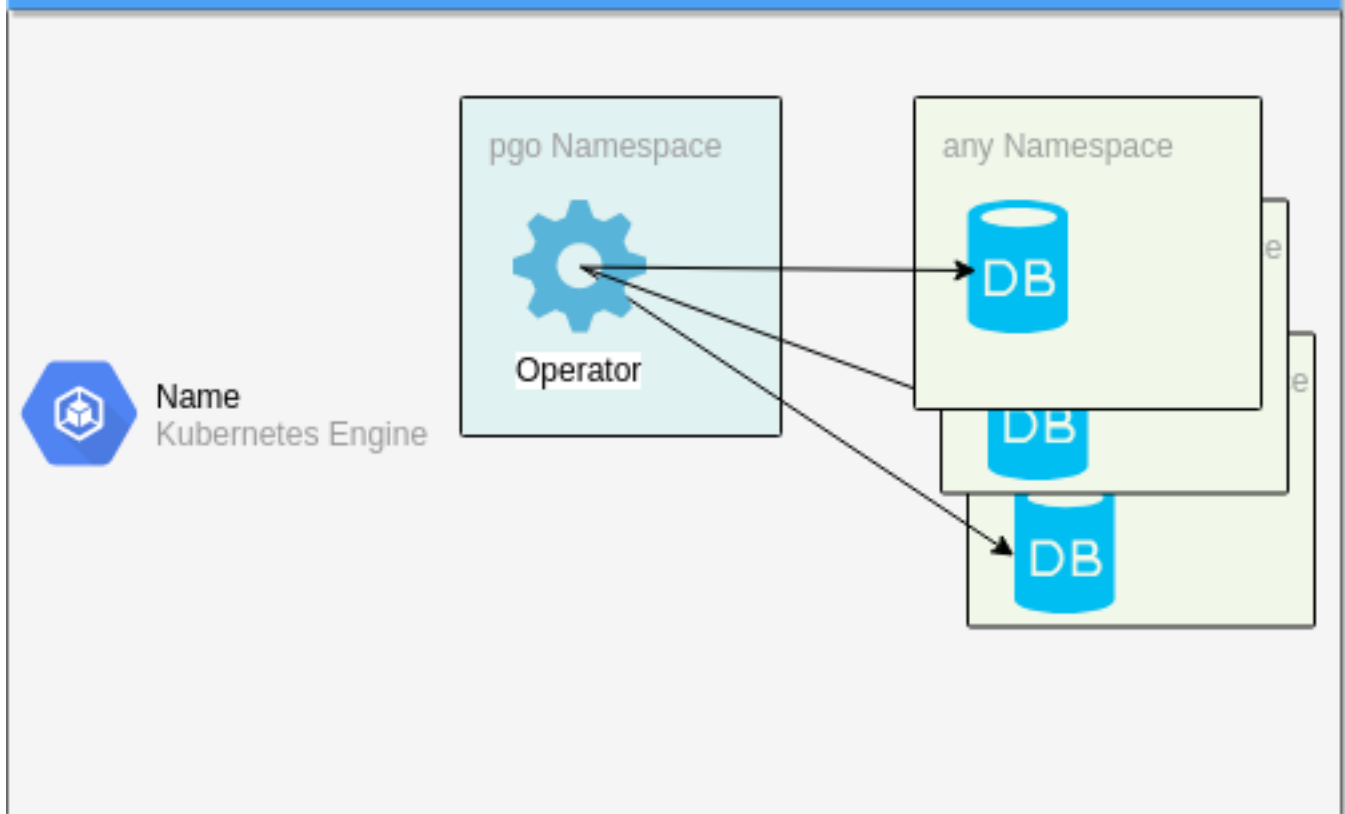 pgo Namespace
any Namespace
e
DB
Operator
e
Name
DB
Kubernetes Engine
DB